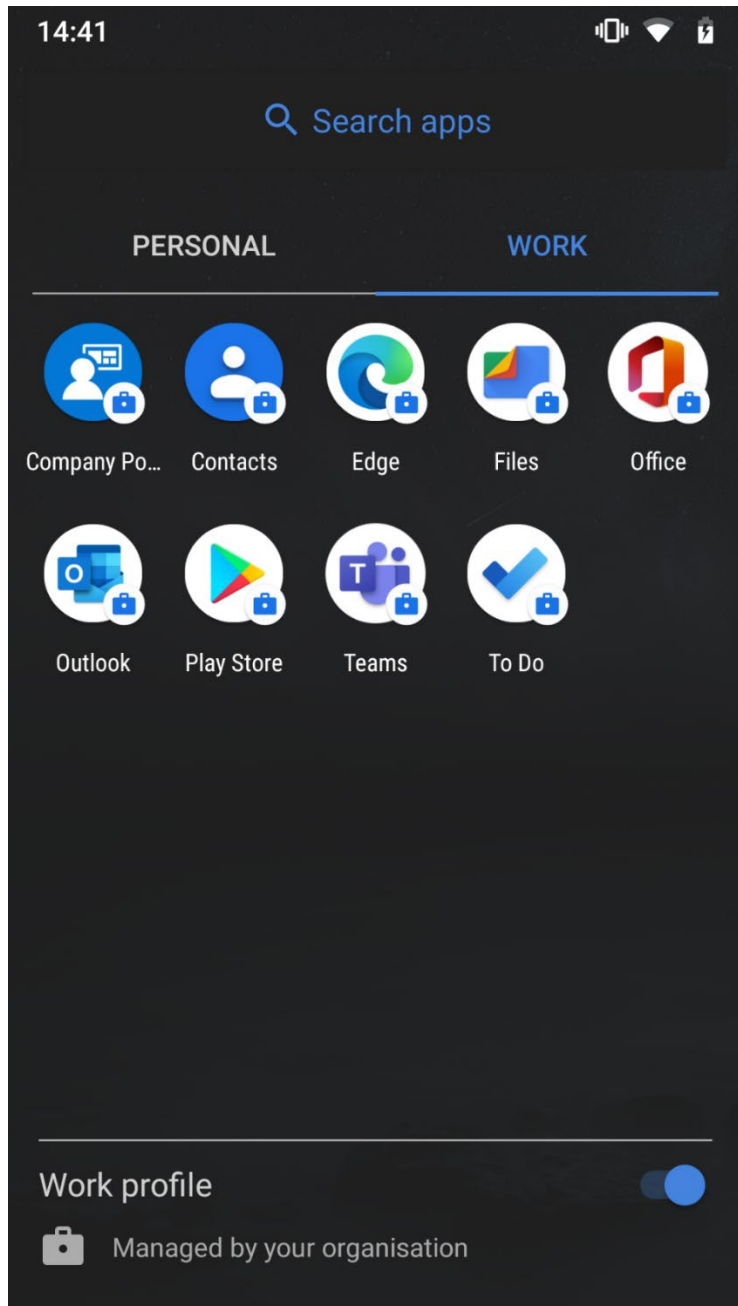 14:41
Search apps
PERSONAL WORK
Company Po... Contacts Edge Files Office
Outlook Play Store Teams To Do
Work profile
Managed by your organisation